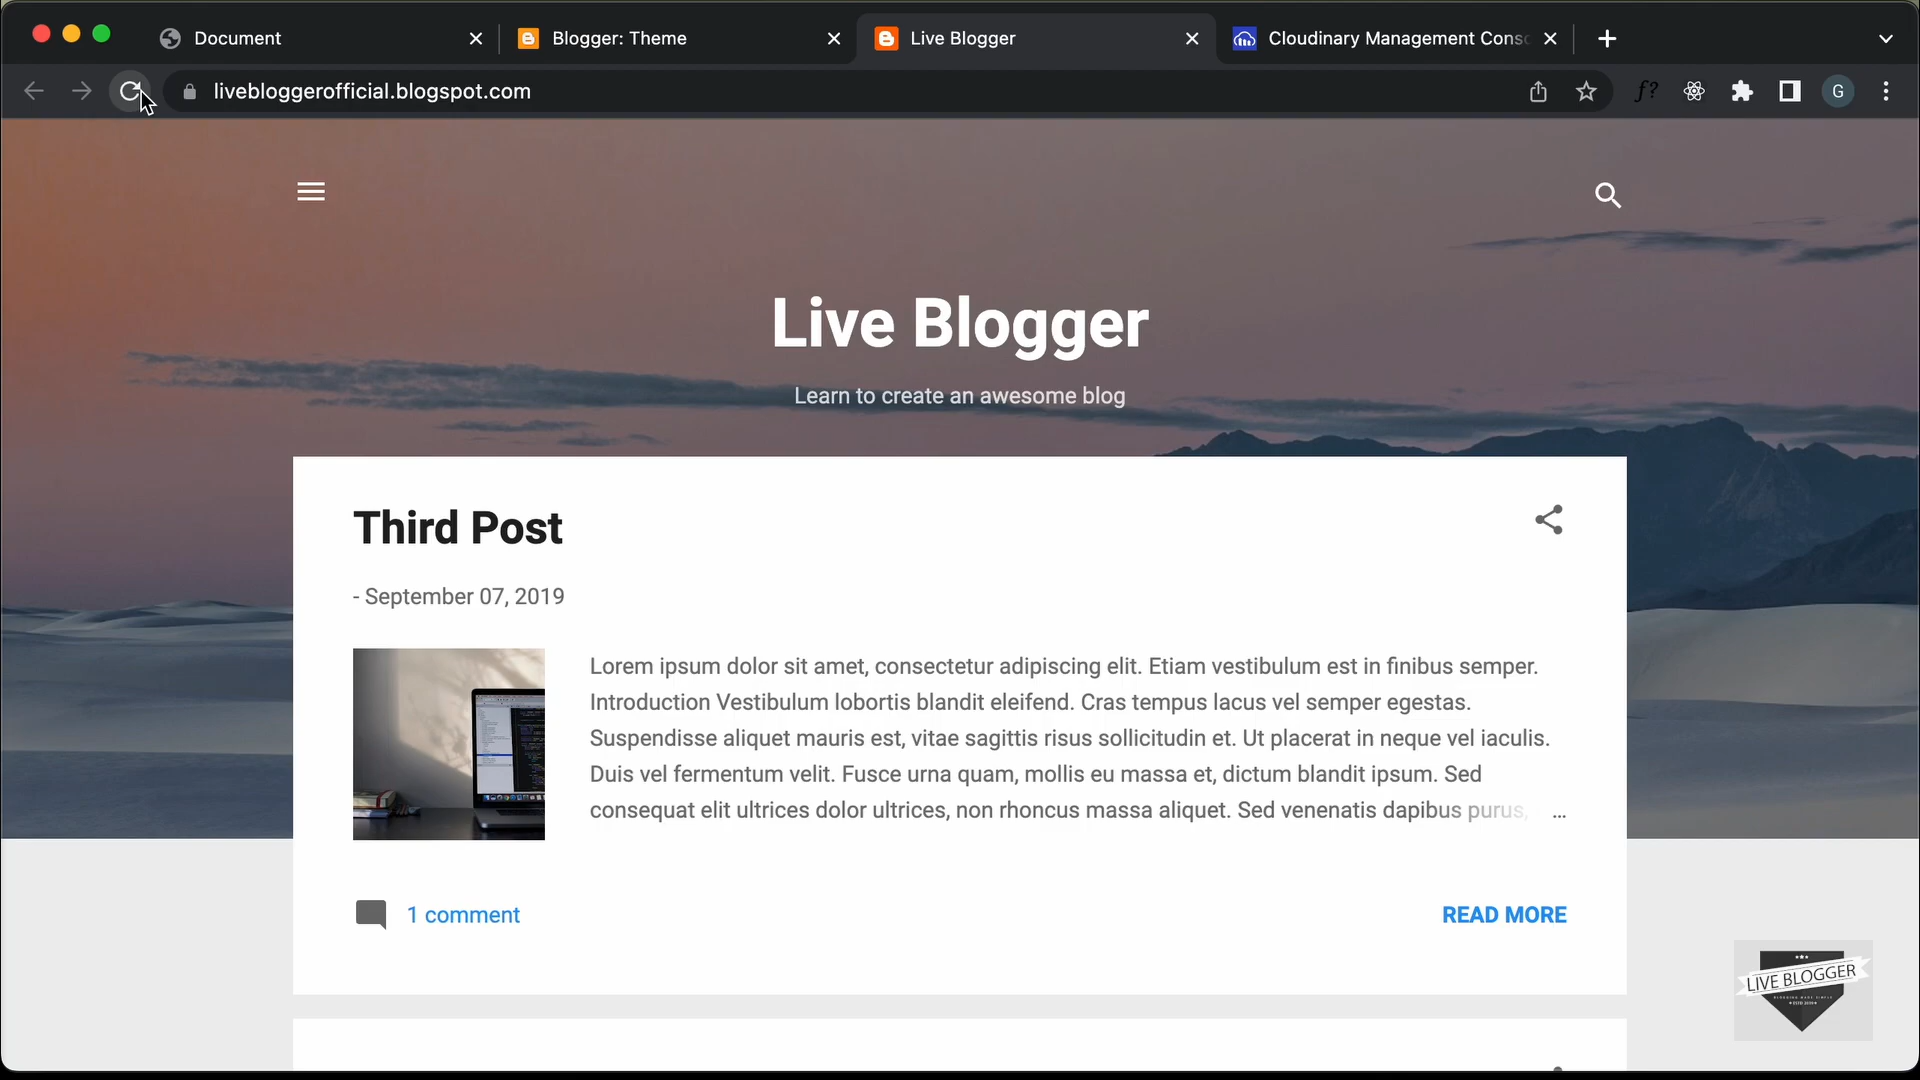 Document
Blogger: Theme
Live Blogger
Cloudinary Management Conso
livebloggerofficial.blogspot.com
f?
G
Live Blogger
Learn to create an awesome blog
Third Post
- September 07, 2019
Lorem ipsum dolor sit amet, consectetur adipiscing elit. Etiam vestibulum est in finibus semper.
Introduction Vestibulum lobortis blandit eleifend. Cras tempus lacus vel semper egestas.
Suspendisse aliquet mauris est, vitae sagittis risus sollicitudin et. Ut placerat in neque vel iaculis.
Duis vel fermentum velit. Fusce urna quam, mollis eu massa et, dictum blandit ipsum. Sed
consequat elit ultrices dolor ultrices, non rhoncus massa aliquet. Sed venenatis dapibus purus, ...
1 comment
READ MORE
LIVE BLOGGER